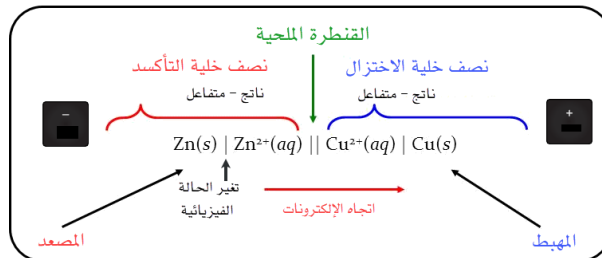 القنطرة الملحية
نصف خلية الاختزال
نصف خلية التأكسد
ناتج – متفاعل
ناتج – متفاعل
+
–
Zn(s) | Zn²⁺(aq) || Cu²⁺(aq) | Cu(s)
تغير الحالة
الفيزيائية
اتجاه الإلكترونات
المهبط
المصعد